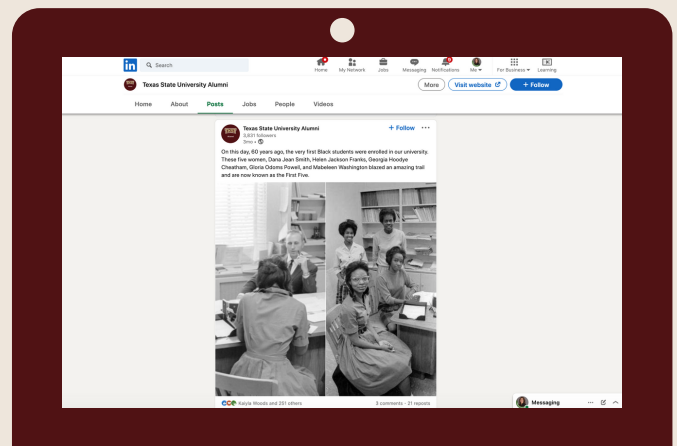 in
Search
Home
My Network
Jobs
Messaging
Notifications
Me
For Business
Learning
Texas State University Alumni
More
Visit website
+ Follow
Home
About
Posts
Jobs
People
Videos
Texas State University Alumni
+ Follow
3,831 followers
3mo •
On this day, 60 years ago, the very first Black students were enrolled in our university.
These five women, Dana Jean Smith, Helen Jackson Franks, Georgia Hoodye
Cheatham, Gloria Odoms Powell, and Mabeleen Washington blazed an amazing trail
and are now known as the First Five.
Kaiyla Woods and 251 others
3 comments · 21 reposts
Messaging